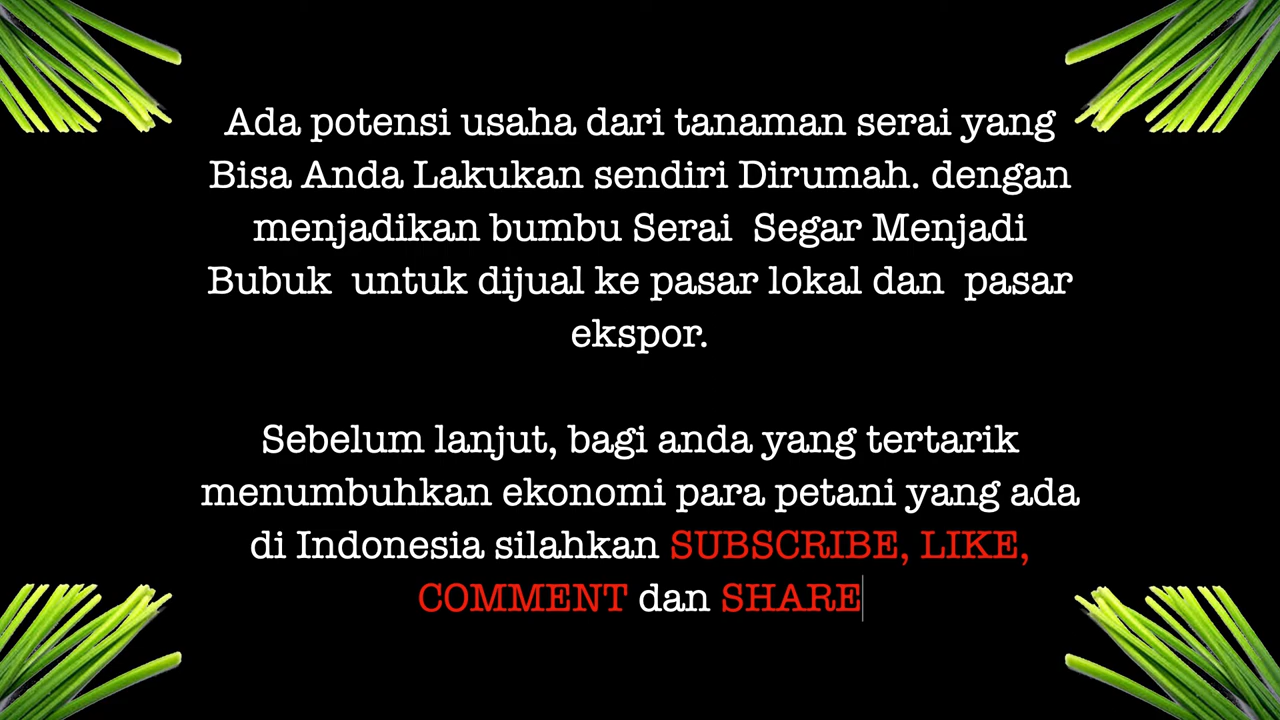 Ada potensi usaha dari tanaman serai yang
Bisa Anda Lakukan sendiri Dirumah. dengan
menjadikan bumbu Serai  Segar Menjadi
Bubuk  untuk dijual ke pasar lokal dan  pasar
ekspor.
Sebelum lanjut, bagi anda yang tertarik
menumbuhkan ekonomi para petani yang ada
di Indonesia silahkan SUBSCRIBE, LIKE,
COMMENT dan SHARE